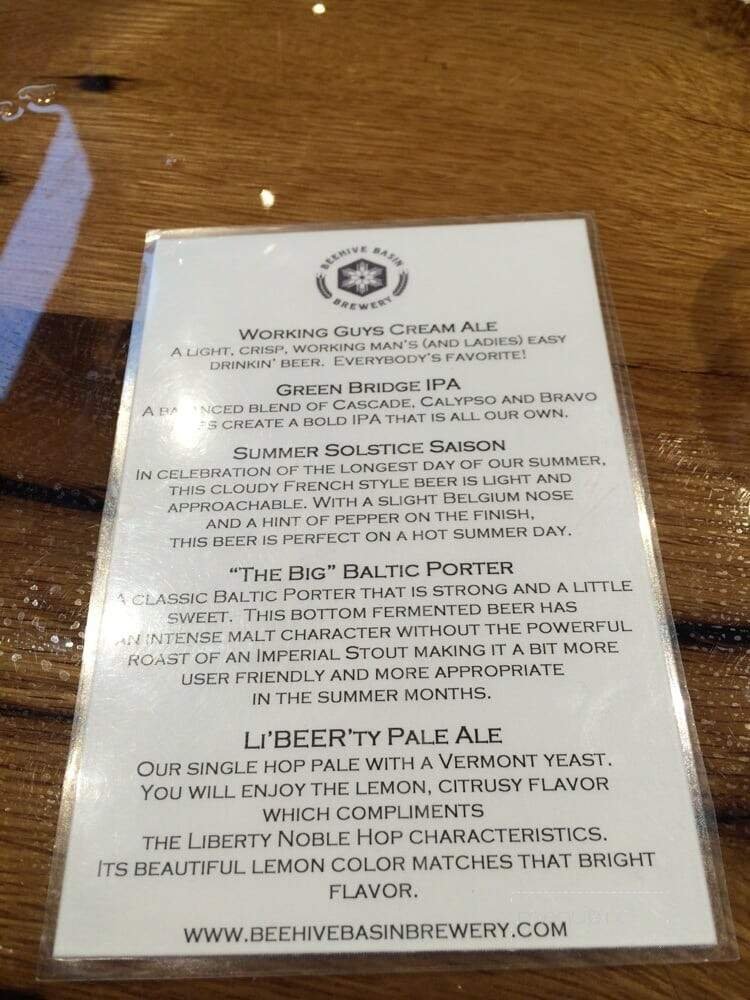 BEEHIVE BASIN
BREWERY
WORKING GUYS CREAM ALE
A LIGHT, CRISP, WORKING MAN'S (AND LADIES) EASY
DRINKIN' BEER. EVERYBODY'S FAVORITE!
GREEN BRIDGE IPA
A BALANCED BLEND OF CASCADE, CALYPSO AND BRAVO
CREATE A BOLD IPA THAT IS ALL OUR OWN.
SUMMER SOLSTICE SAISON
IN CELEBRATION OF THE LONGEST DAY OF OUR SUMMER,
THIS CLOUDY FRENCH STYLE BEER IS LIGHT AND
APPROACHABLE. WITH A SLIGHT BELGIUM NOSE
AND A HINT OF PEPPER ON THE FINISH,
THIS BEER IS PERFECT ON A HOT SUMMER DAY.
"THE BIG" BALTIC PORTER
A CLASSIC BALTIC PORTER THAT IS STRONG AND A LITTLE
SWEET. THIS BOTTOM FERMENTED BEER HAS
AN INTENSE MALT CHARACTER WITHOUT THE POWERFUL
ROAST OF AN IMPERIAL STOUT MAKING IT A BIT MORE
USER FRIENDLY AND MORE APPROPRIATE
IN THE SUMMER MONTHS.
LI'BEER'TY PALE ALE
OUR SINGLE HOP PALE WITH A VERMONT YEAST.
YOU WILL ENJOY THE LEMON, CITRUSY FLAVOR
WHICH COMPLIMENTS
THE LIBERTY NOBLE HOP CHARACTERISTICS.
ITS BEAUTIFUL LEMON COLOR MATCHES THAT BRIGHT
FLAVOR.
WWW.BEEHIVEBASINBREWERY.COM